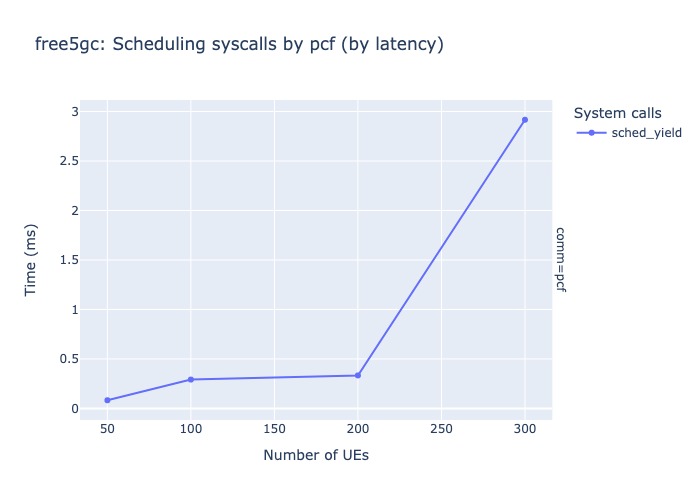 free5gc: Scheduling syscalls by pcf (by latency)
System calls
sched_yield
3
2.5
2
1.5
1
0.5
0
Time (ms)
comm=pcf
50
100
150
200
250
300
Number of UEs